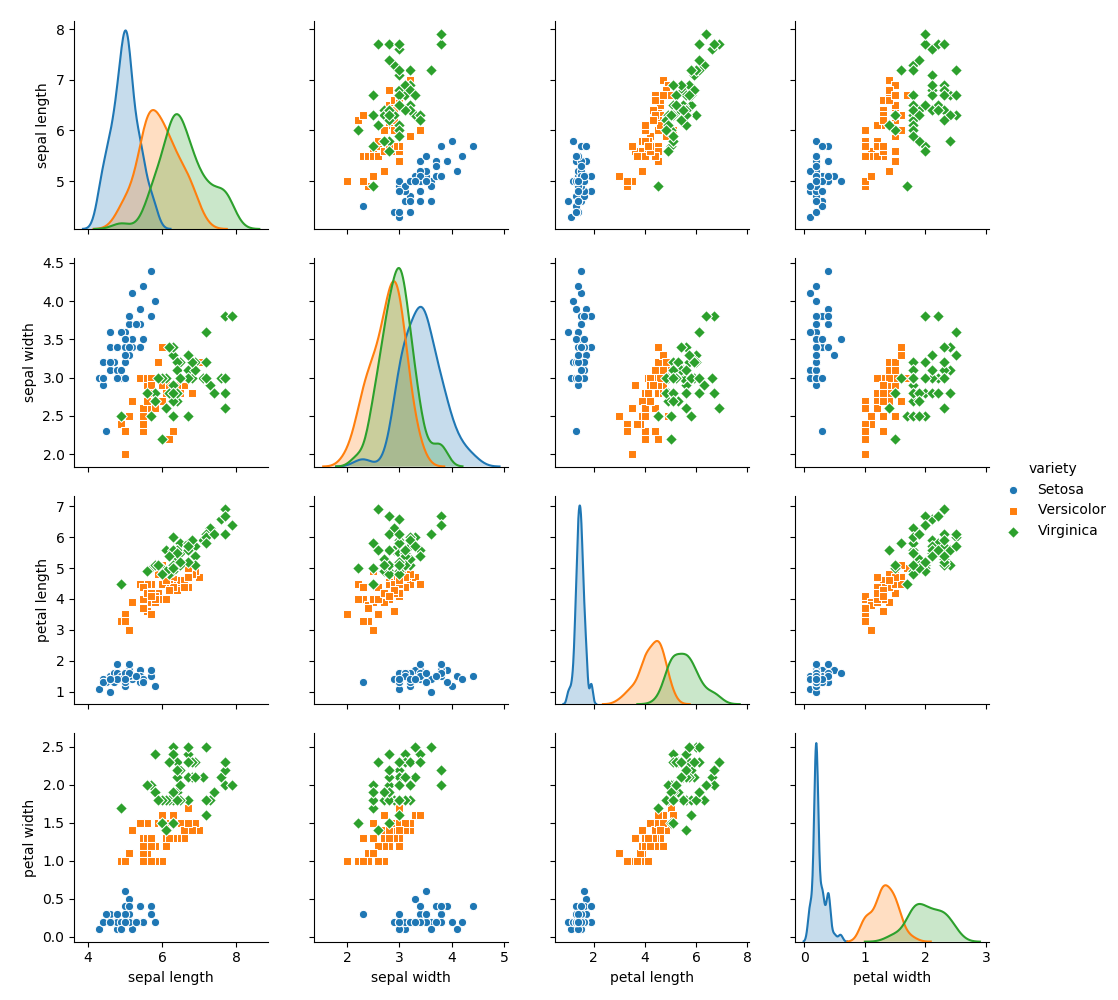 8
7
6
5
sepal length
4.5
4.0
3.5
3.0
2.5
2.0
sepal width
variety
Setosa
Versicolor
Virginica
7
6
5
4
3
2
1
petal length
2.5
2.0
1.5
1.0
0.5
0.0
petal width
4 6 8
2 3 4 5
2 4 6 8
0 1 2 3
sepal length
sepal width
petal length
petal width